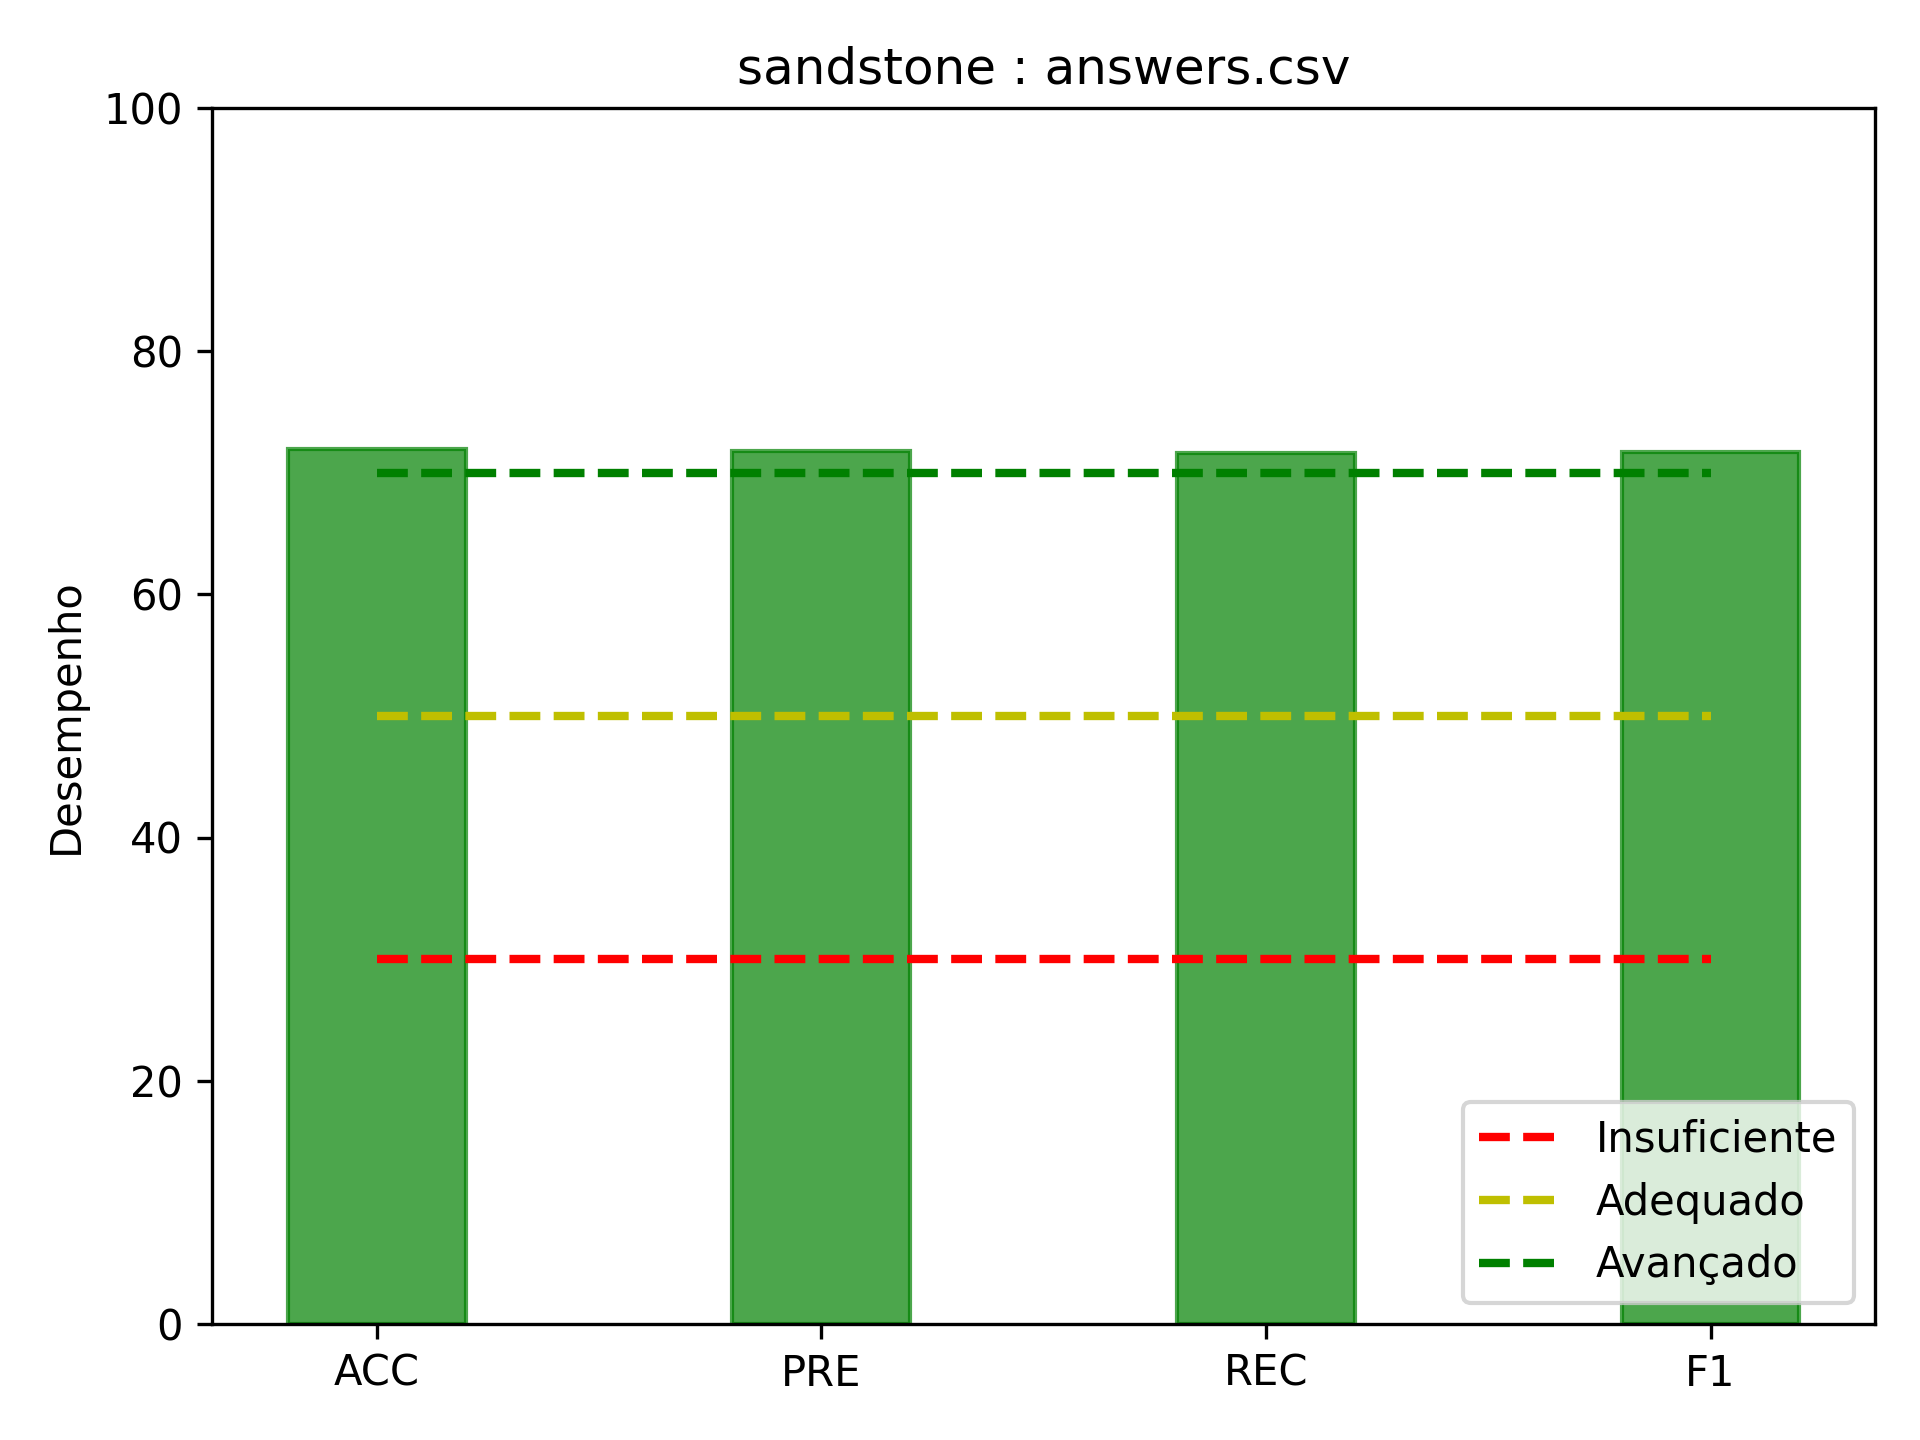 sandstone : answers.csv
100
80
60
40
20
0
Desempenho
ACC
PRE
REC
F1
Insuficiente
Adequado
Avançado